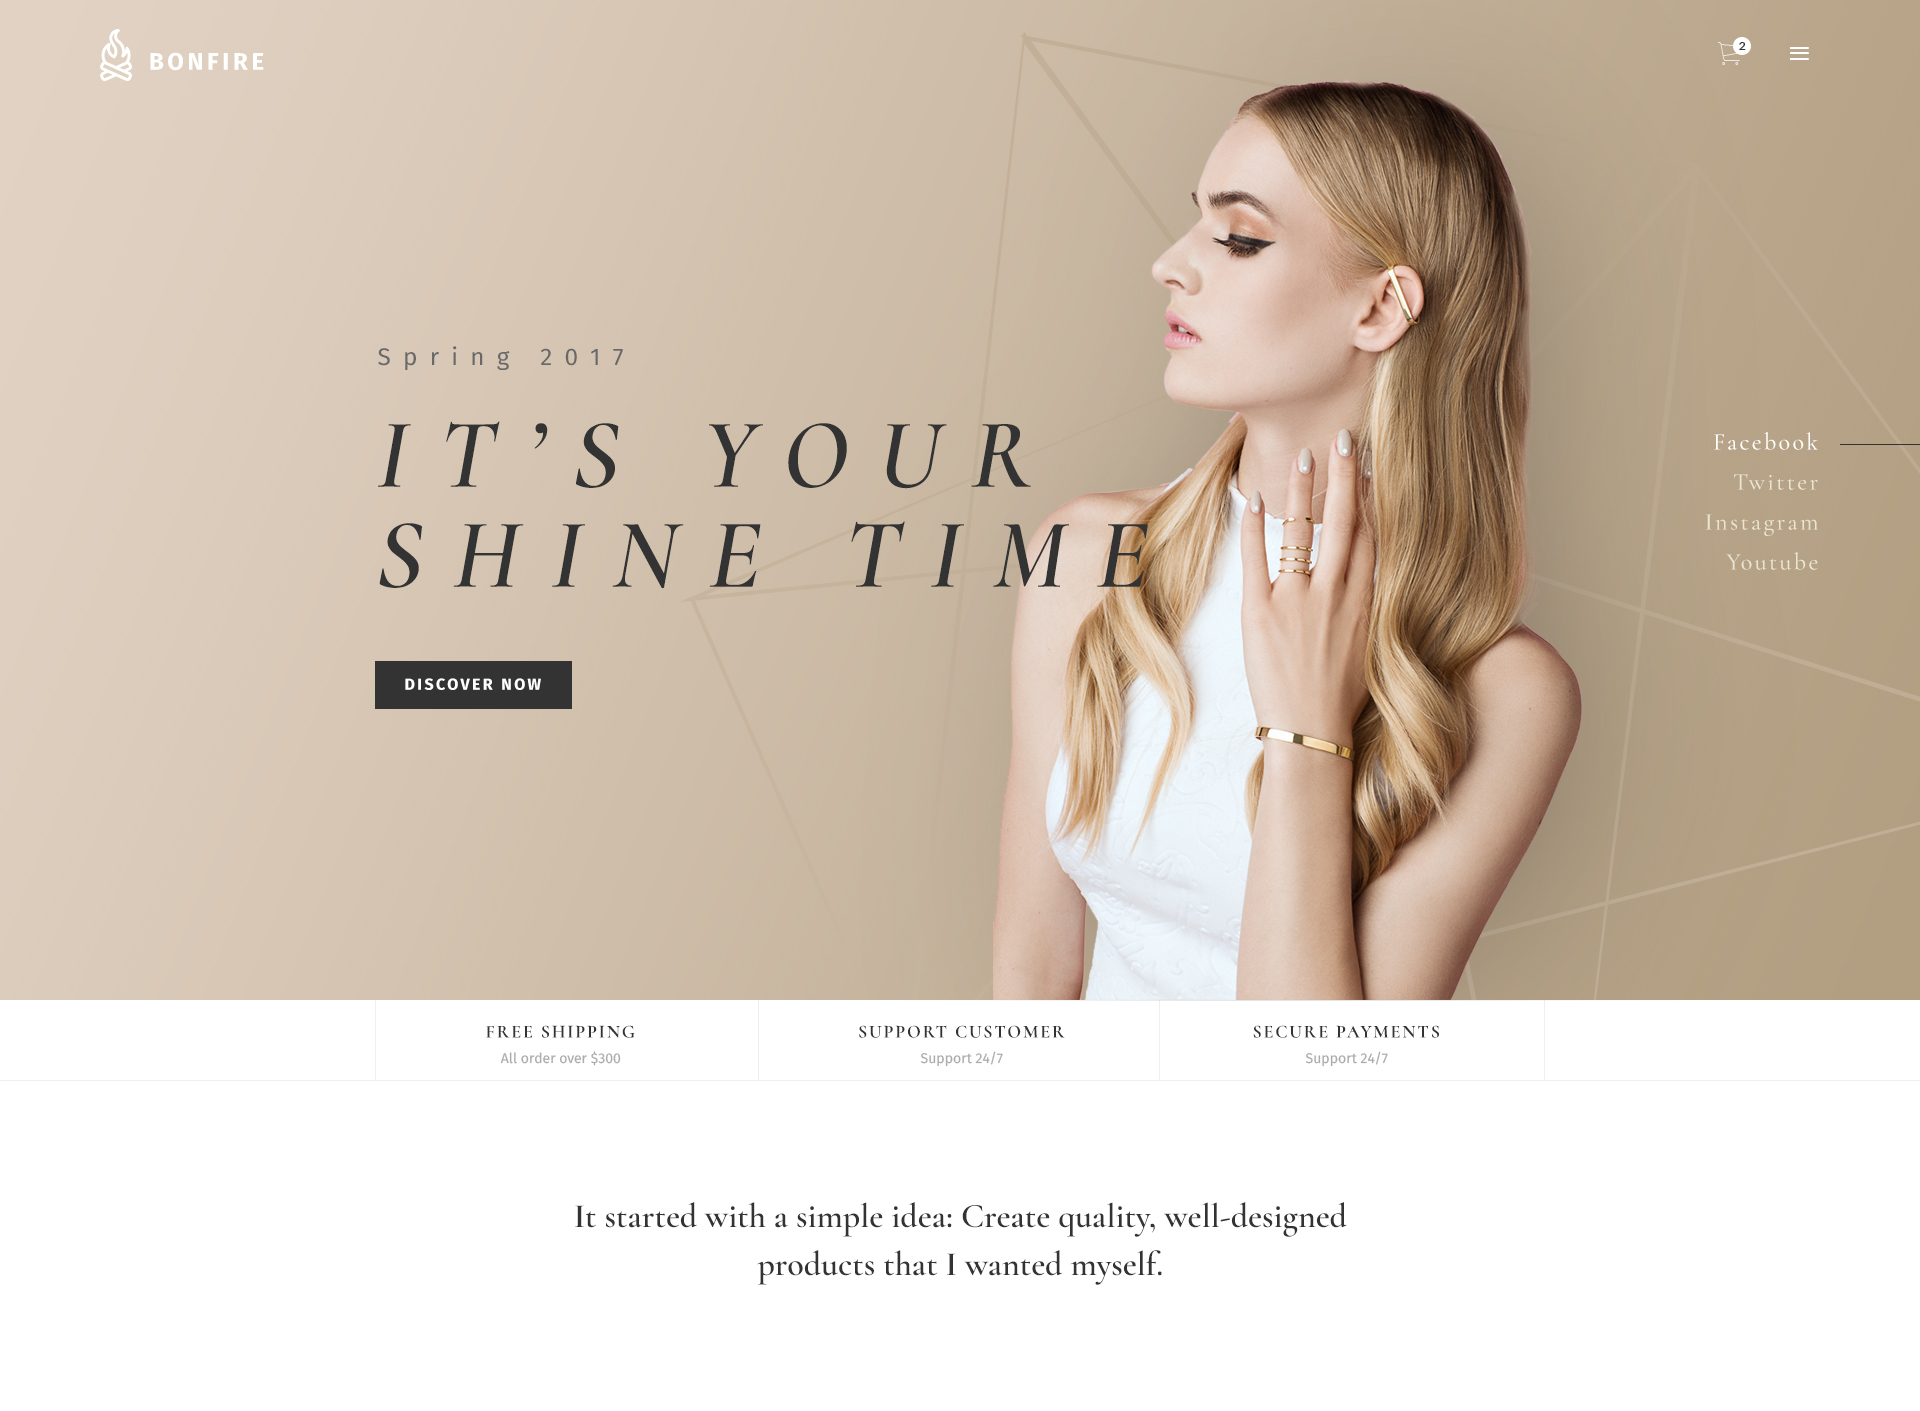 BONFIRE
2
Spring 2017
IT’S YOUR
SHINE TIME
DISCOVER NOW
Facebook
Twitter
Instagram
Youtube
FREE SHIPPING
All order over $300
SUPPORT CUSTOMER
Support 24/7
SECURE PAYMENTS
Support 24/7
It started with a simple idea: Create quality, well-designed
products that I wanted myself.